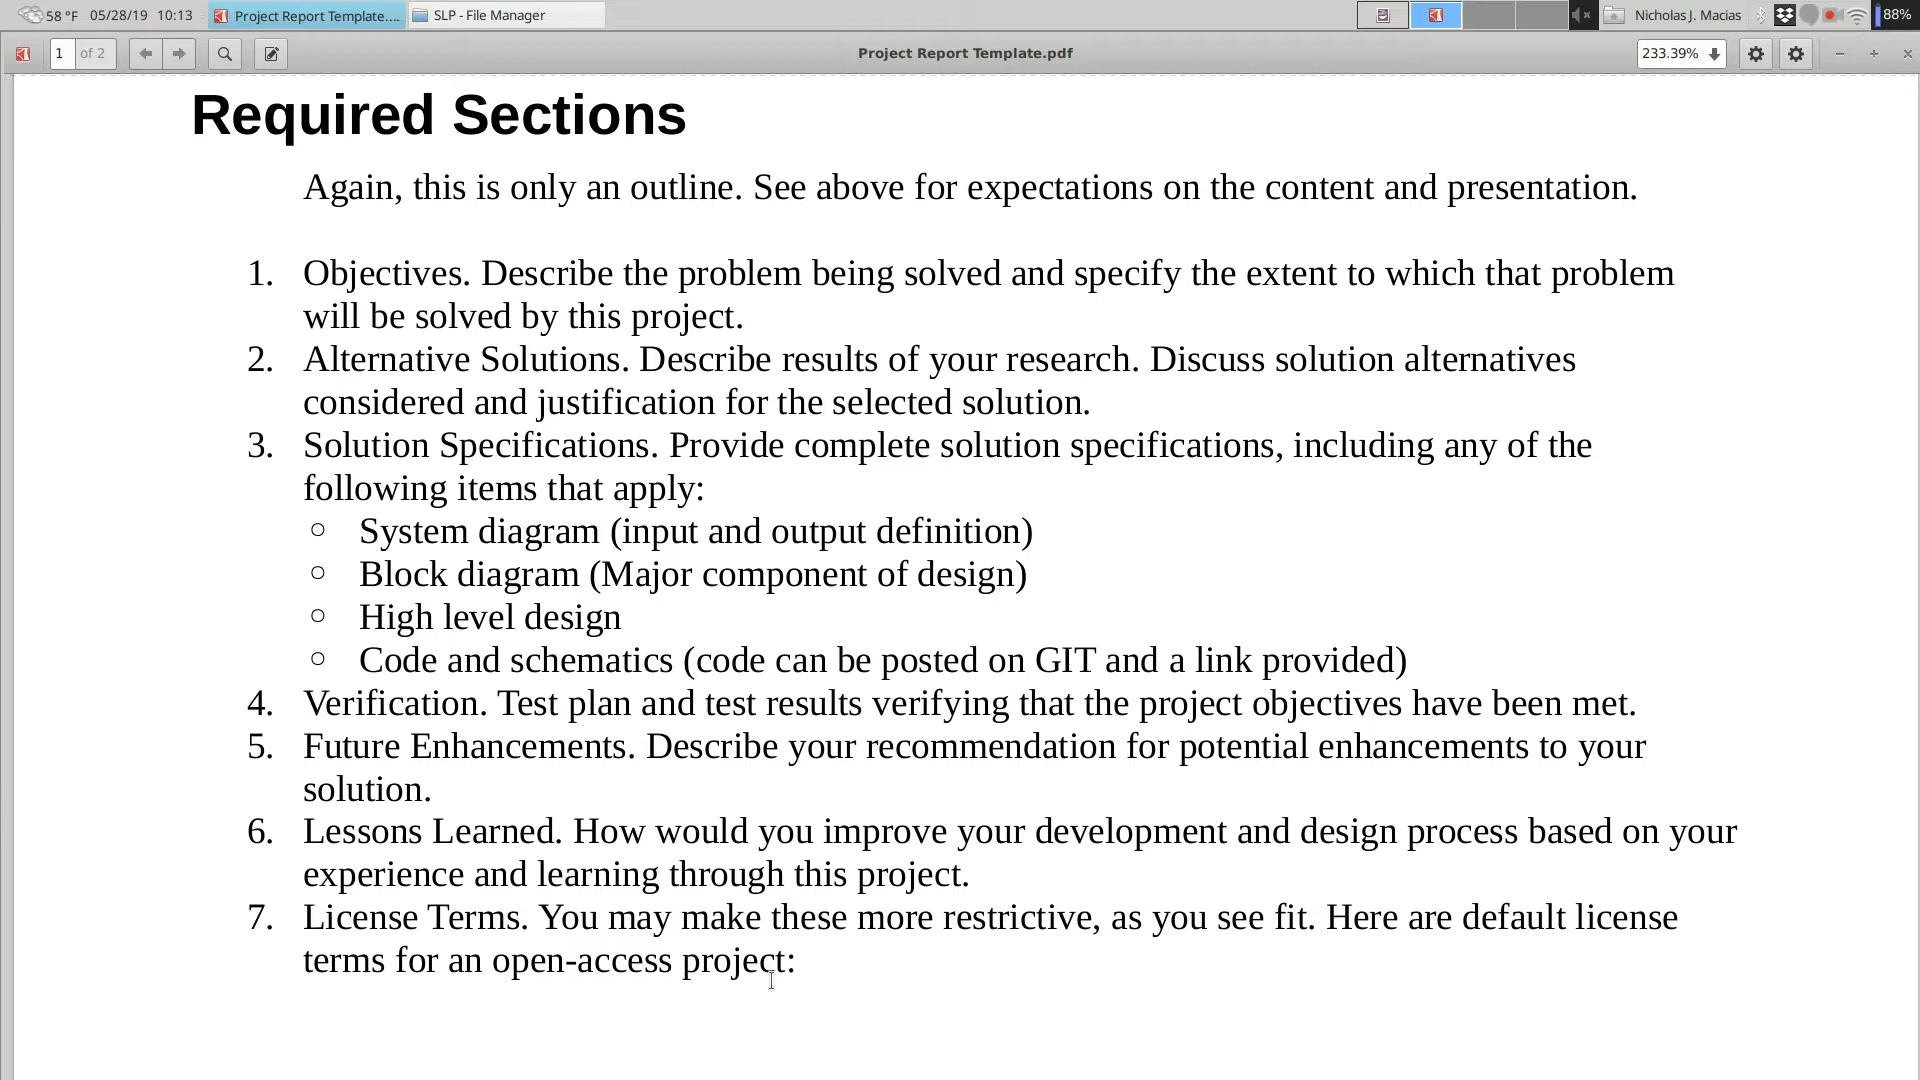 58 °F 05/28/19 10:13 Project Report Template.... SLP - File Manager Nicholas J. Macias 88%
1 of 2 Project Report Template.pdf 233.39%
Required Sections
Again, this is only an outline. See above for expectations on the content and presentation.
1. Objectives. Describe the problem being solved and specify the extent to which that problem
will be solved by this project.
2. Alternative Solutions. Describe results of your research. Discuss solution alternatives
considered and justification for the selected solution.
3. Solution Specifications. Provide complete solution specifications, including any of the
following items that apply:
○ System diagram (input and output definition)
○ Block diagram (Major component of design)
○ High level design
○ Code and schematics (code can be posted on GIT and a link provided)
4. Verification. Test plan and test results verifying that the project objectives have been met.
5. Future Enhancements. Describe your recommendation for potential enhancements to your
solution.
6. Lessons Learned. How would you improve your development and design process based on your
experience and learning through this project.
7. License Terms. You may make these more restrictive, as you see fit. Here are default license
terms for an open-access project: